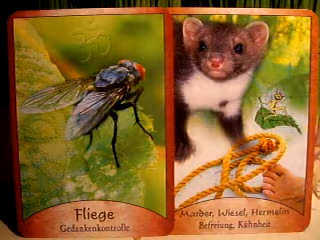 Fliege
Gedankenkontrolle
Marder, Wiesel, Hermelin
Befreiung, Kühnheit